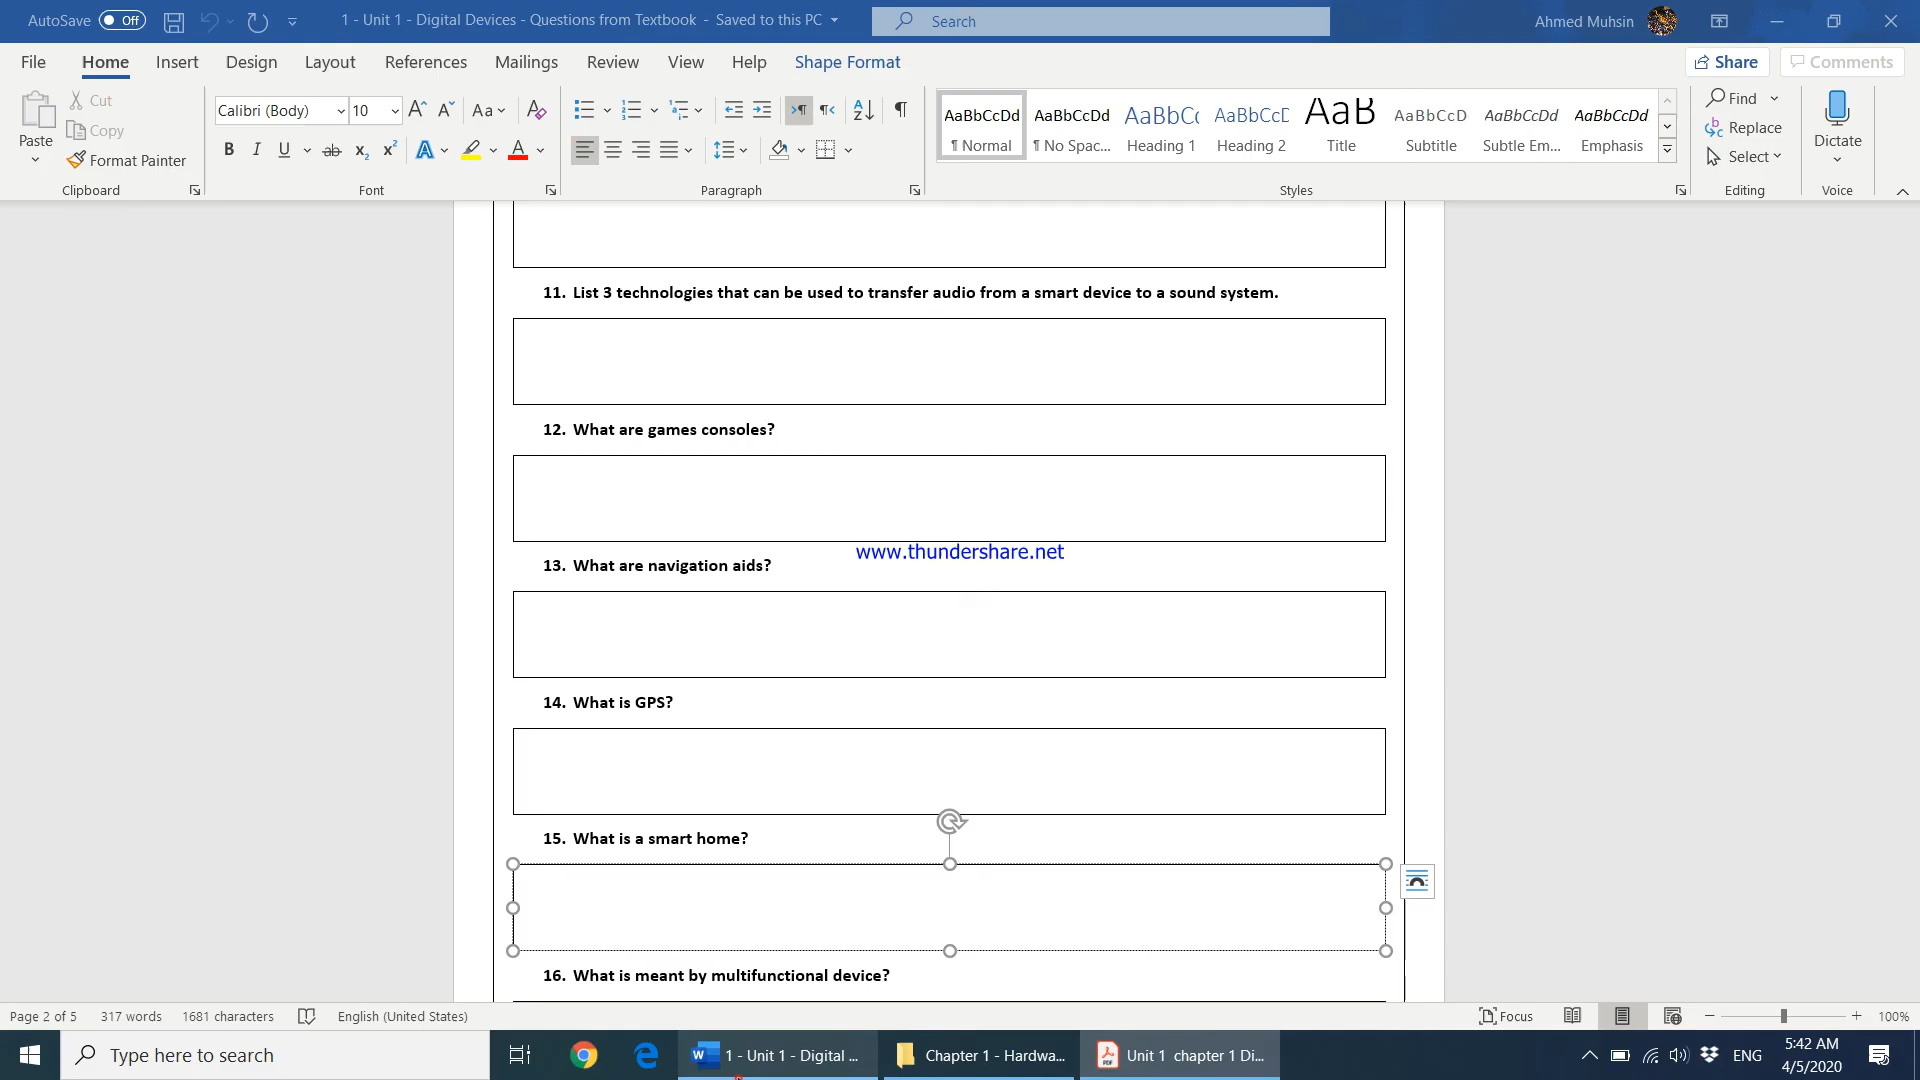 AutoSave Off 1 - Unit 1 - Digital Devices - Questions from Textbook - Saved to this PC Search Ahmed Muhsin
File Home Insert Design Layout References Mailings Review View Help Shape Format Share Comments
Paste Cut Copy Format Painter Clipboard
Calibri (Body) 10 Font
Paragraph
AaBbCcDd AaBbCcDd AaBbCc AaBbCcD AaB AaBbCcD AaBbCcDd AaBbCcDd
¶ Normal ¶ No Spac... Heading 1 Heading 2 Title Subtitle Subtle Em... Emphasis
Styles
Find Replace Select Editing
Dictate Voice
11. List 3 technologies that can be used to transfer audio from a smart device to a sound system.
12. What are games consoles?
www.thundershare.net
13. What are navigation aids?
14. What is GPS?
15. What is a smart home?
16. What is meant by multifunctional device?
Page 2 of 5 317 words 1681 characters English (United States) Focus 100%
Type here to search 1 - Unit 1 - Digital ... Chapter 1 - Hardwa... Unit 1 chapter 1 Di... ENG 5:42 AM
4/5/2020